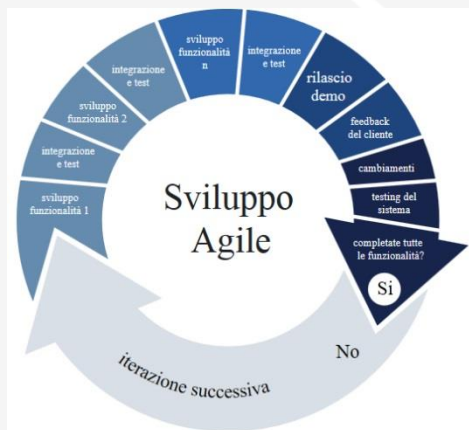 sviluppo
funzionalità 1
integrazione
e test
sviluppo
funzionalità 2
integrazione
e test
sviluppo
funzionalità
n
integrazione
e test
rilascio
demo
feedback
del cliente
cambiamenti
testing del
sistema
completate tutte
le funzionalità?
Si
No
iterazione successiva
Sviluppo
Agile